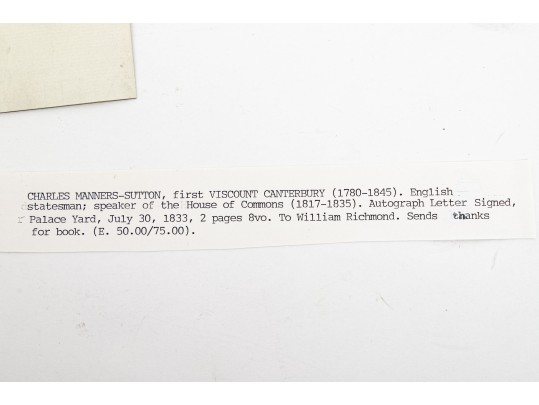 CHARLES MANNERS-SUTTON, first VISCOUNT CANTERBURY (1780-1845). English
statesman; speaker of the House of Commons (1817-1835). Autograph Letter Signed,
Palace Yard, July 30, 1833, 2 pages 8vo. To William Richmond. Sends thanks
for book. (E. 50.00/75.00).